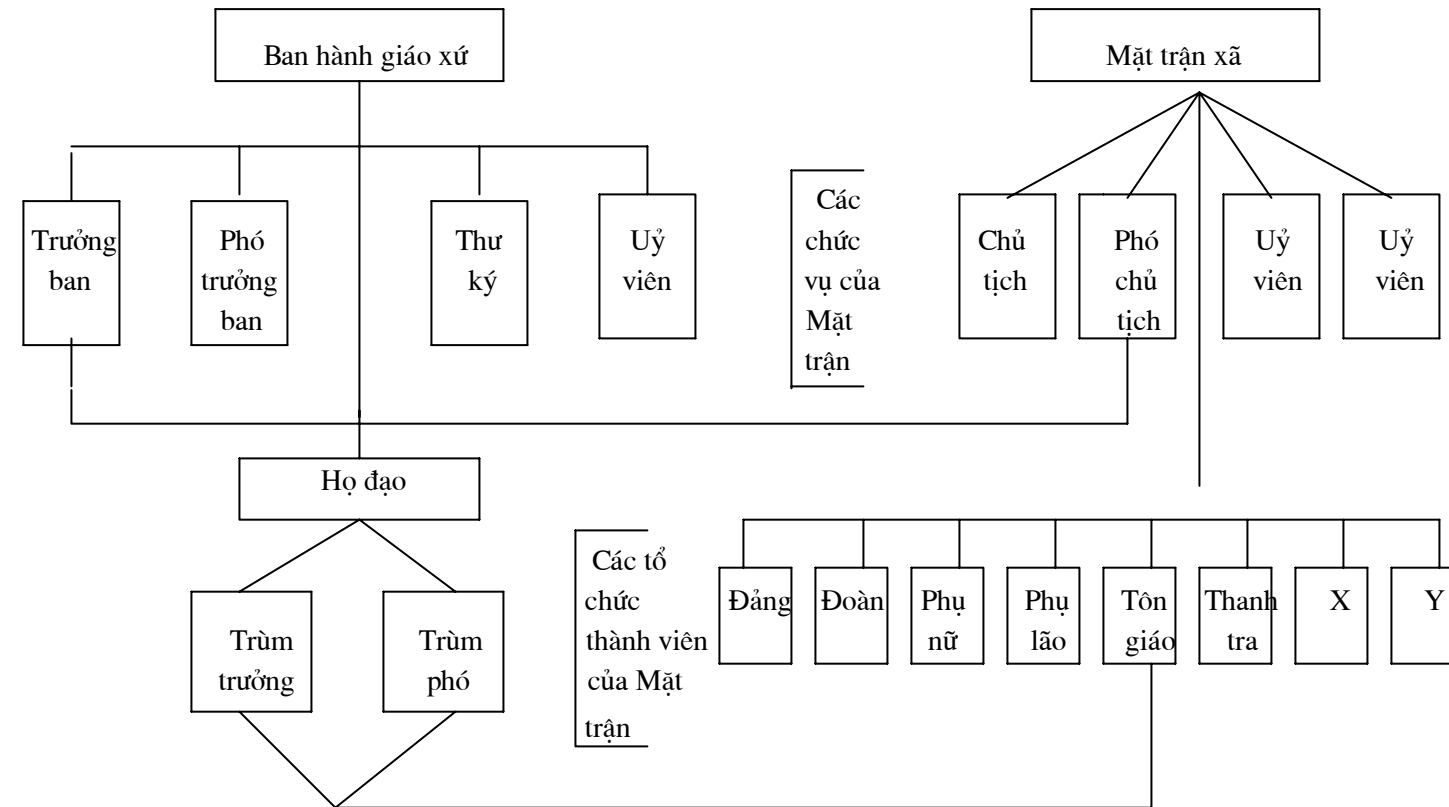 Ban hành giáo xứ
Mặt trận xã
Trưởng
ban
Phó
trưởng
ban
Thư
ký
Uỷ
viên
Các
chức
vụ của
Mặt
trận
Chủ
tịch
Phó
chủ
tịch
Uỷ
viên
Uỷ
viên
Họ đạo
Trùm
trưởng
Trùm
phó
Các tổ
chức
thành viên
của Mặt
trận
Đảng
Đoàn
Phụ
nữ
Phụ
lão
Tôn
giáo
Thanh
tra
X
Y